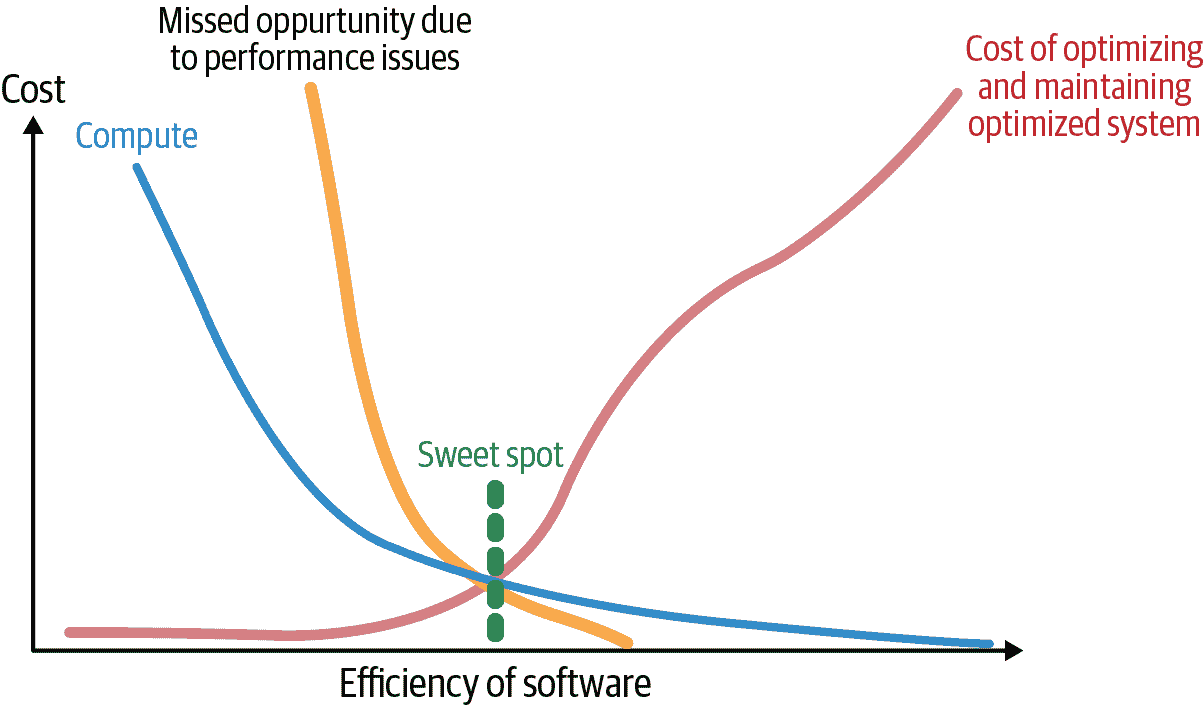 Missed oppurtunity due
to performance issues
Cost of optimizing
and maintaining
optimized system
Cost
Compute
Sweet spot
Efficiency of software